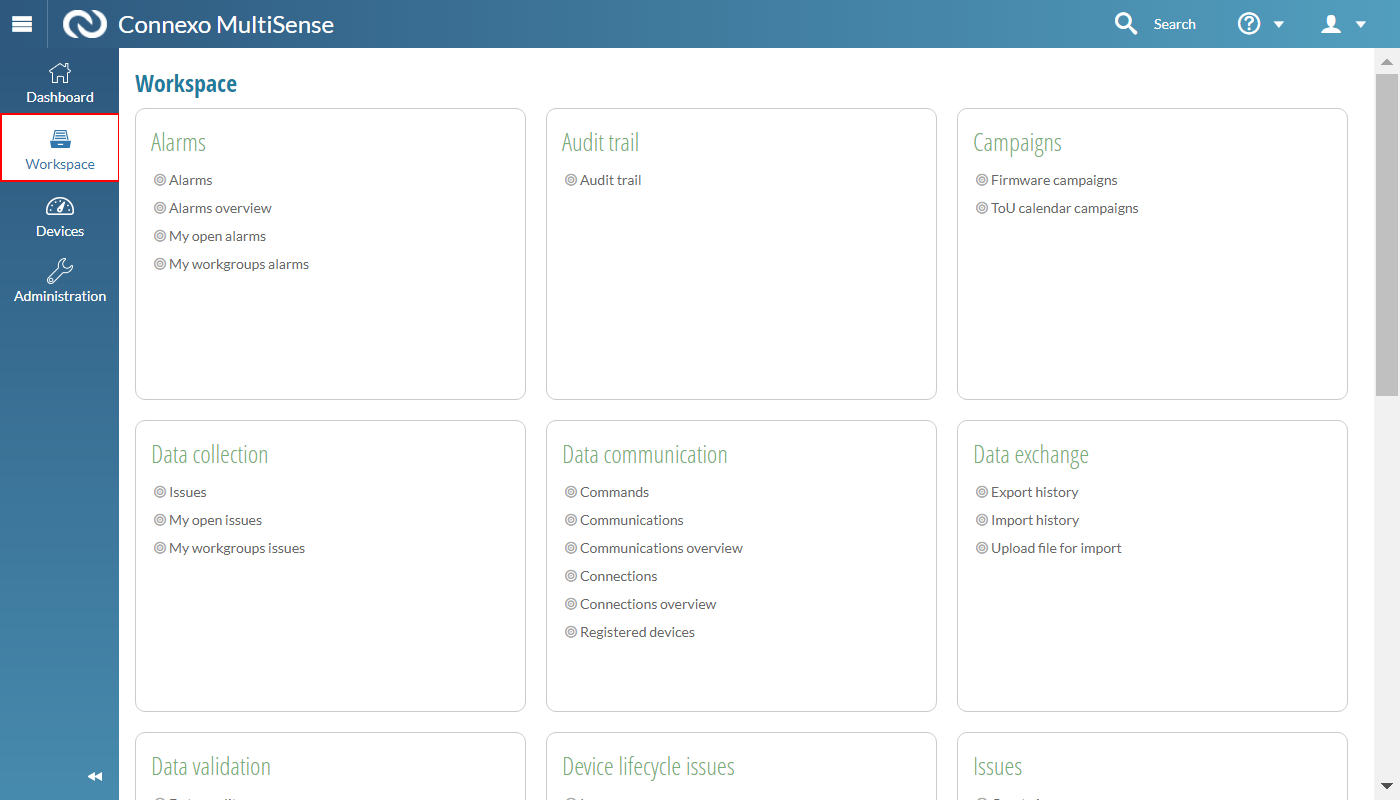 Connexo MultiSense
Search
Dashboard
Workspace
Devices
Administration
Workspace
Alarms
Alarms
Alarms overview
My open alarms
My workgroups alarms
Audit trail
Audit trail
Campaigns
Firmware campaigns
ToU calendar campaigns
Data collection
Issues
My open issues
My workgroups issues
Data communication
Commands
Communications
Communications overview
Connections
Connections overview
Registered devices
Data exchange
Export history
Import history
Upload file for import
Data validation
Device lifecycle issues
Issues